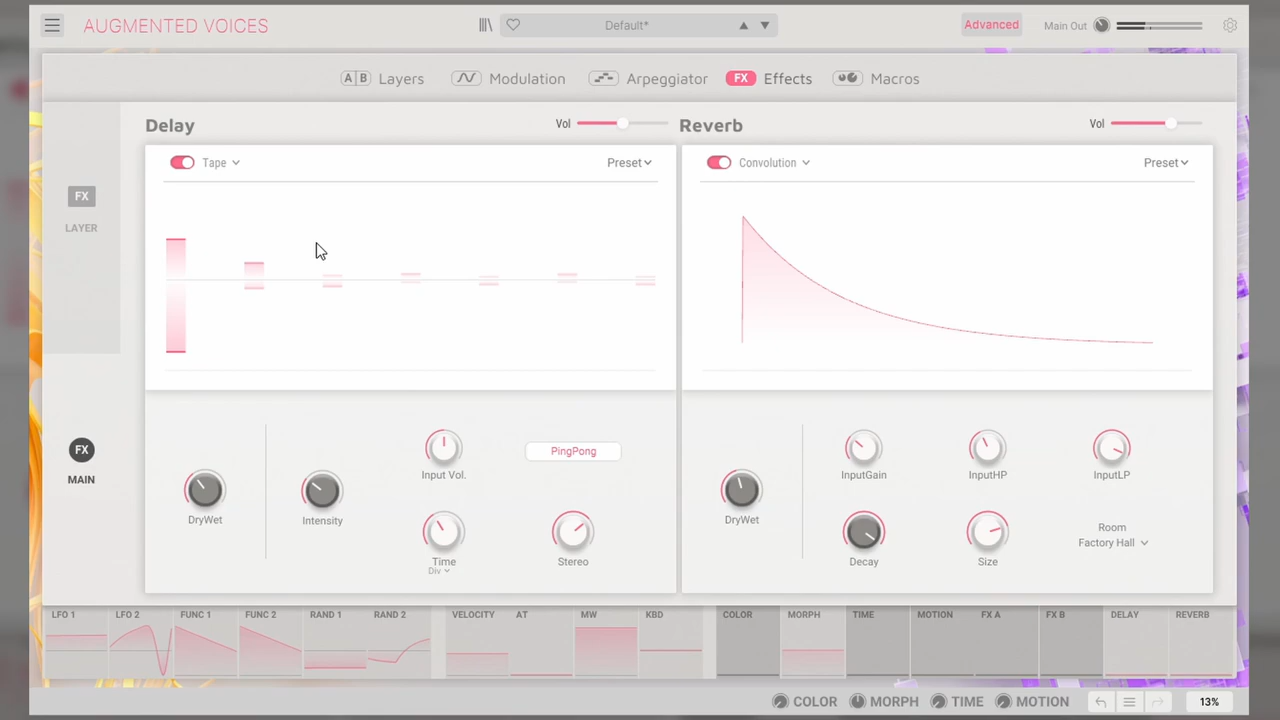 AUGMENTED VOICES
Default*
Advanced
Main Out
A B Layers
Modulation
Arpeggiator
FX Effects
Macros
Delay
Vol
Reverb
Vol
Tape
Preset
Convolution
Preset
FX
LAYER
FX
MAIN
DryWet
Intensity
Input Vol.
PingPong
Time
Div
Stereo
DryWet
InputGain
InputHP
InputLP
Decay
Size
Room
Factory Hall
LFO 1
LFO 2
FUNC 1
FUNC 2
RAND 1
RAND 2
VELOCITY
AT
MW
KBD
COLOR
MORPH
TIME
MOTION
FX A
FX B
DELAY
REVERB
COLOR
MORPH
TIME
MOTION
13%